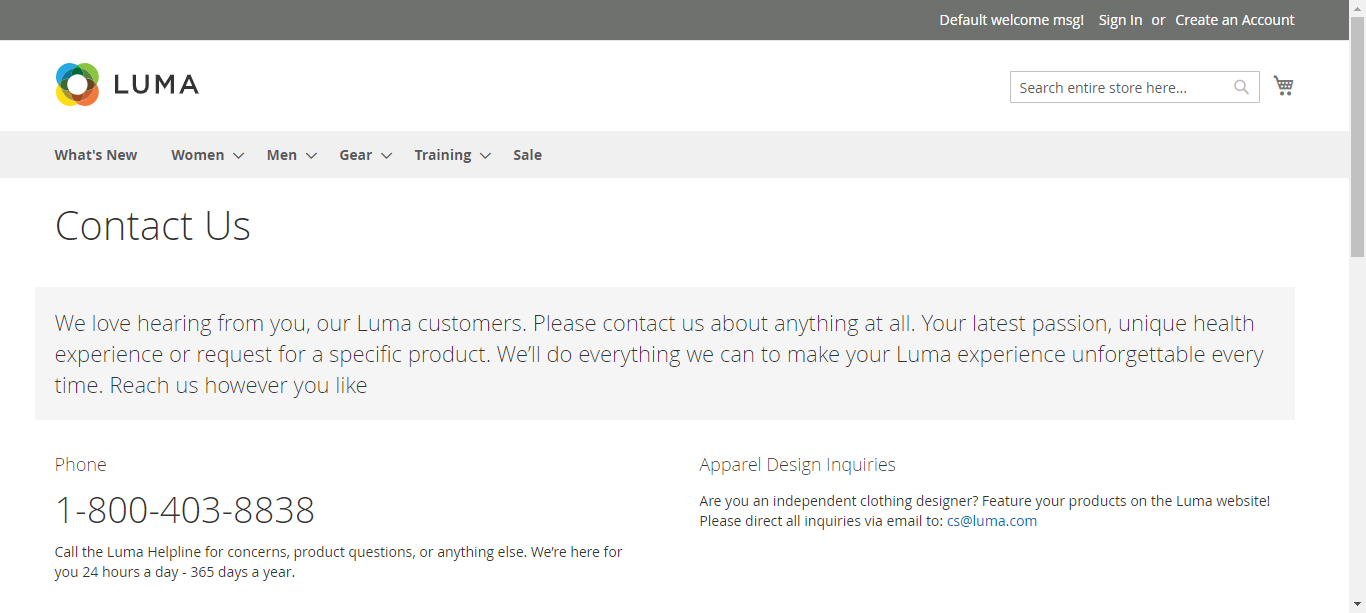 Default welcome msg! Sign In or Create an Account
LUMA
Search entire store here...
What's New Women Men Gear Training Sale
Contact Us
We love hearing from you, our Luma customers. Please contact us about anything at all. Your latest passion, unique health
experience or request for a specific product. We’ll do everything we can to make your Luma experience unforgettable every
time. Reach us however you like
Phone
1-800-403-8838
Call the Luma Helpline for concerns, product questions, or anything else. We’re here for
you 24 hours a day - 365 days a year.
Apparel Design Inquiries
Are you an independent clothing designer? Feature your products on the Luma website!
Please direct all inquiries via email to: cs@luma.com